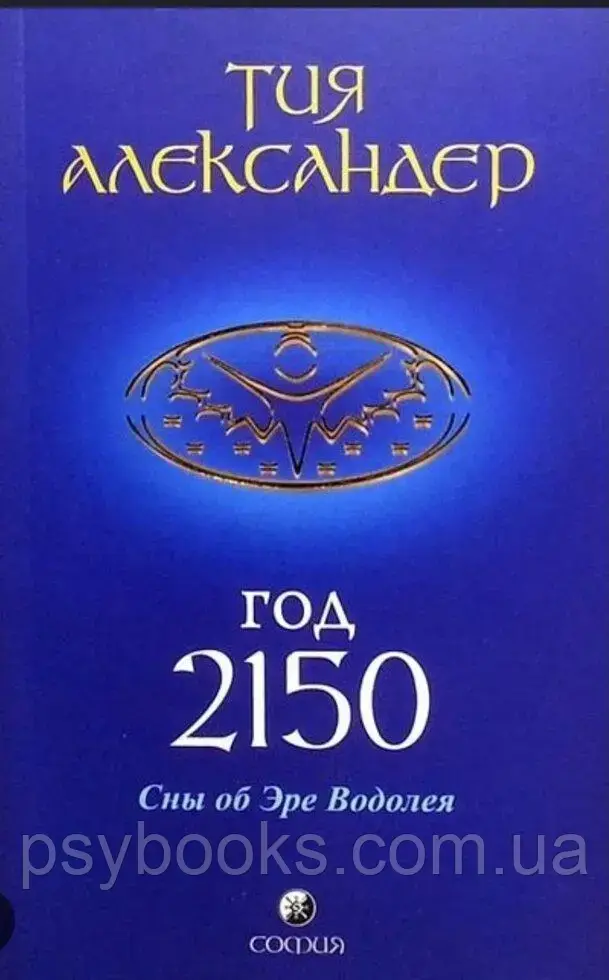 Тия
Александер
год
2150
Сны об Эре Водолея
psybooks.com.ua
София